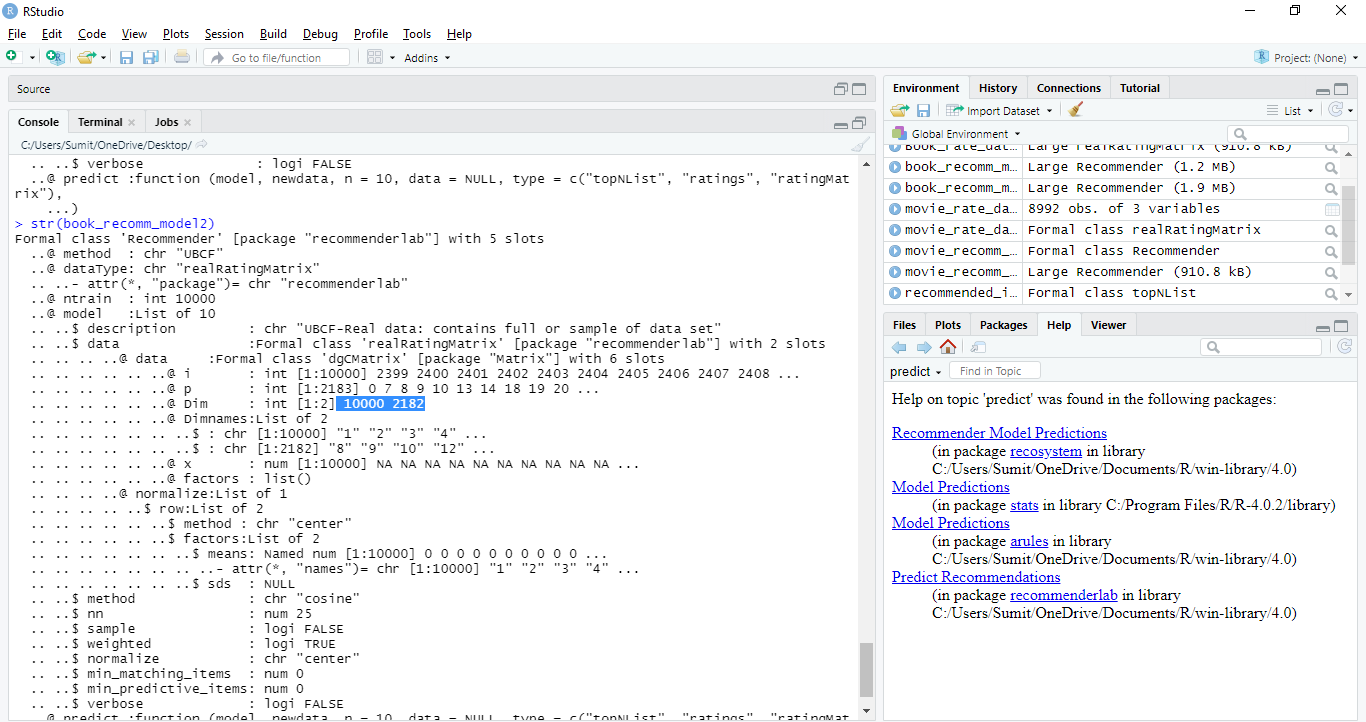 RStudio
File Edit Code View Plots Session Build Debug Profile Tools Help
Go to file/function Addins Project: (None)
Source
Console Terminal Jobs
C:/Users/Sumit/OneDrive/Desktop/
.. ..$ verbose : logi FALSE
..@ predict :function (model, newdata, n = 10, data = NULL, type = c("topNList", "ratings", "ratingMat
rix"),
...)
> str(book_recomm_model2)
Formal class 'Recommender' [package "recommenderlab"] with 5 slots
..@ method : chr "UBCF"
..@ dataType: chr "realRatingMatrix"
.. ..- attr(*, "package")= chr "recommenderlab"
..@ ntrain : int 10000
..@ model :List of 10
.. ..$ description : chr "UBCF-Real data: contains full or sample of data set"
.. ..$ data :Formal class 'realRatingMatrix' [package "recommenderlab"] with 2 slots
.. .. .. .. ..@ data :Formal class 'dgCMatrix' [package "Matrix"] with 6 slots
.. .. .. .. .. .. ..@ i : int [1:10000] 2399 2400 2401 2402 2403 2404 2405 2406 2407 2408 ...
.. .. .. .. .. .. ..@ p : int [1:2183] 0 7 8 9 10 13 14 18 19 20 ...
.. .. .. .. .. .. ..@ Dim : int [1:2] 10000 2182
.. .. .. .. .. .. ..@ Dimnames:List of 2
.. .. .. .. .. .. .. ..$ : chr [1:10000] "1" "2" "3" "4" ...
.. .. .. .. .. .. .. ..$ : chr [1:2182] "8" "9" "10" "12" ...
.. .. .. .. .. .. ..@ x : num [1:10000] NA NA NA NA NA NA NA NA NA NA ...
.. .. .. .. .. .. ..@ factors : list()
.. .. .. .. ..@ normalize:List of 1
.. .. .. .. .. ..$ row:List of 2
.. .. .. .. .. .. ..$ method : chr "center"
.. .. .. .. .. .. ..$ factors:List of 2
.. .. .. .. .. .. .. ..$ means: Named num [1:10000] 0 0 0 0 0 0 0 0 0 0 ...
.. .. .. .. .. .. .. .. ..- attr(*, "names")= chr [1:10000] "1" "2" "3" "4" ...
.. .. .. .. .. .. .. ..$ sds : NULL
.. ..$ method : chr "cosine"
.. ..$ nn : num 25
.. ..$ sample : logi FALSE
.. ..$ weighted : logi TRUE
.. ..$ normalize : chr "center"
.. ..$ min_matching_items : num 0
.. ..$ min_predictive_items: num 0
.. ..$ verbose : logi FALSE
..@ predict :function (model, newdata, n = 10, data = NULL, type = c("topNList", "ratings", "ratingMat
Environment History Connections Tutorial
Import Dataset List
Global Environment
book_rate_dat... Large realRatingMatrix (910.8 kB)
book_recomm_m... Large Recommender (1.2 MB)
book_recomm_m... Large Recommender (1.9 MB)
movie_rate_da... 8992 obs. of 3 variables
movie_rate_da... Formal class realRatingMatrix
movie_recomm_... Formal class Recommender
movie_recomm_... Large Recommender (910.8 kB)
recommended_i... Formal class topNList
Files Plots Packages Help Viewer
predict Find in Topic
Help on topic 'predict' was found in the following packages:
Recommender Model Predictions
(in package recosystem in library
C:/Users/Sumit/OneDrive/Documents/R/win-library/4.0)
Model Predictions
(in package stats in library C:/Program Files/R/R-4.0.2/library)
Model Predictions
(in package arules in library
C:/Users/Sumit/OneDrive/Documents/R/win-library/4.0)
Predict Recommendations
(in package recommenderlab in library
C:/Users/Sumit/OneDrive/Documents/R/win-library/4.0)